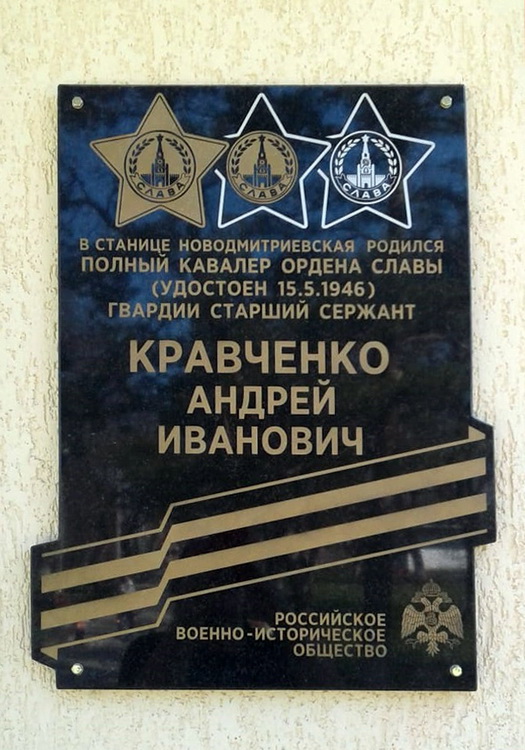 СЛАВА СЛАВА СЛАВА
В СТАНИЦЕ НОВОДМИТРИЕВСКАЯ РОДИЛСЯ
ПОЛНЫЙ КАВАЛЕР ОРДЕНА СЛАВЫ
(УДОСТОЕН 15.5.1946)
ГВАРДИИ СТАРШИЙ СЕРЖАНТ
КРАВЧЕНКО
АНДРЕЙ
ИВАНОВИЧ
РОССИЙСКОЕ
ВОЕННО-ИСТОРИЧЕСКОЕ
ОБЩЕСТВО